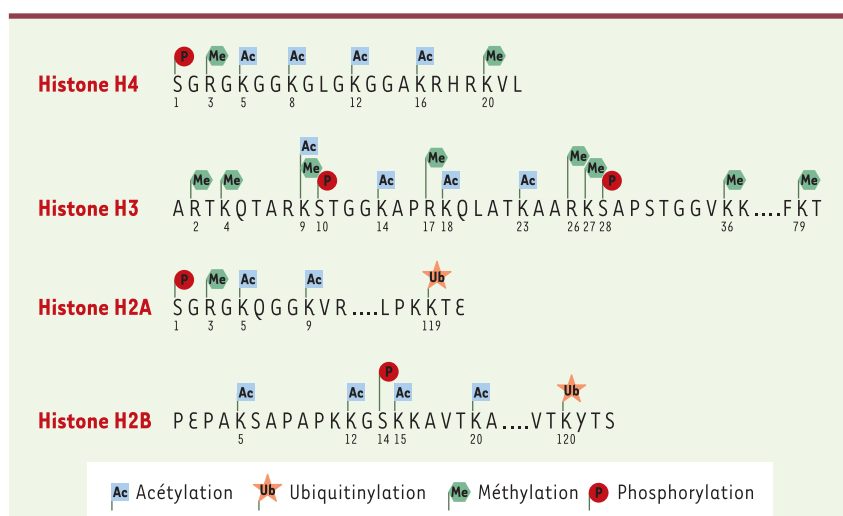 P Me Ac Ac Ac Ac Me
Histone H4 SGRGKGGKGLGKGGAKRHRKVL
1 3 5 8 12 16 20
Ac
Me Me Me P Ac Me Ac Ac Me Me P Me Me
Histone H3 ARTKQTARKSTGGKAPRKQLATKAARKSAPSTGGVKK....FKT
2 4 9 10 14 17 18 23 26 27 28 36 79
P Me Ac Ac Ub
Histone H2A SGRGKQGGKVR....LPKKTE
1 3 5 9 119
P
Ac Ac Ac Ac Ub
Histone H2B PEPAKSAPAPKKGSKKAVTKA....VTKYTS
5 12 14 15 20 120
Ac Acétylation Ub Ubiquitinylation Me Méthylation P Phosphorylation